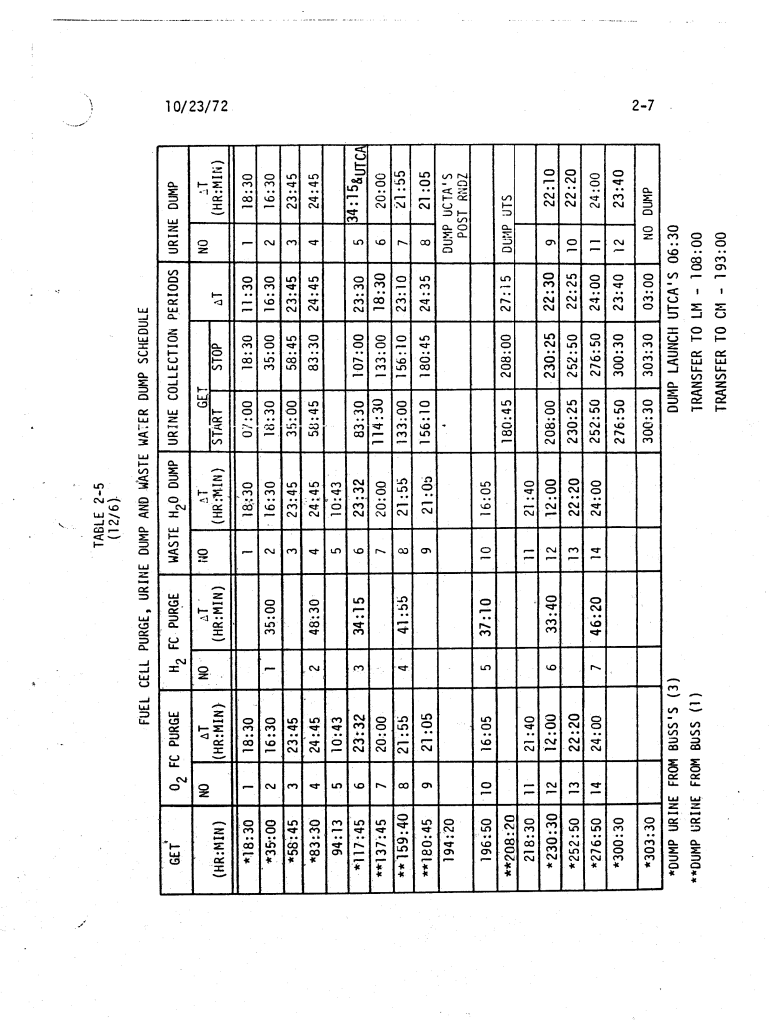 10/23/72
2-7
TABLE 2-5
(12/6)
FUEL CELL PURGE, URINE DUMP AND WASTE WATER DUMP SCHEDULE
GET O₂ FC PURGE H₂ FC PURGE WASTE H₂O DUMP URINE COLLECTION PERIODS URINE DUMP
GET
(HR:MIN) NO ΔT (HR:MIN) NO ΔT (HR:MIN) NO ΔT (HR:MIN) START STOP ΔT NO ΔT (HR:MIN)
*18:30 1 18:30 1 18:30 07:00 18:30 11:30 1 18:30
*35:00 2 16:30 1 35:00 2 16:30 18:30 35:00 16:30 2 16:30
*58:45 3 23:45 3 23:45 35:00 58:45 23:45 3 23:45
*83:30 4 24:45 2 48:30 4 24:45 58:45 83:30 24:45 4 24:45
94:13 5 10:43 5 10:43
*117:45 6 23:32 3 34:15 6 23:32 83:30 107:00 23:30 5 34:15&UTCA
**137:45 7 20:00 7 20:00 114:30 133:00 18:30 6 20:00
**159:40 8 21:55 4 41:55 8 21:55 133:00 156:10 23:10 7 21:55
**180:45 9 21:05 9 21:05 156:10 180:45 24:35 8 21:05
194:20 DUMP UCTA'S
POST RNDZ
196:50 10 16:05 5 37:10 10 16:05
**208:20 180:45 208:00 27:15 DUMP UTS
218:30 11 21:40 11 21:40
*230:30 12 12:00 6 33:40 12 12:00 208:00 230:25 22:30 9 22:10
*252:50 13 22:20 13 22:20 230:25 252:50 22:25 10 22:20
*276:50 14 24:00 7 46:20 14 24:00 252:50 276:50 24:00 11 24:00
*300:30 276:50 300:30 23:40 12 23:40
*303:30 300:30 303:30 03:00 NO DUMP
*DUMP URINE FROM BUSS'S (3) DUMP LAUNCH UTCA'S 06:30
**DUMP URINE FROM BUSS (1) TRANSFER TO LM - 108:00
TRANSFER TO CM - 193:00